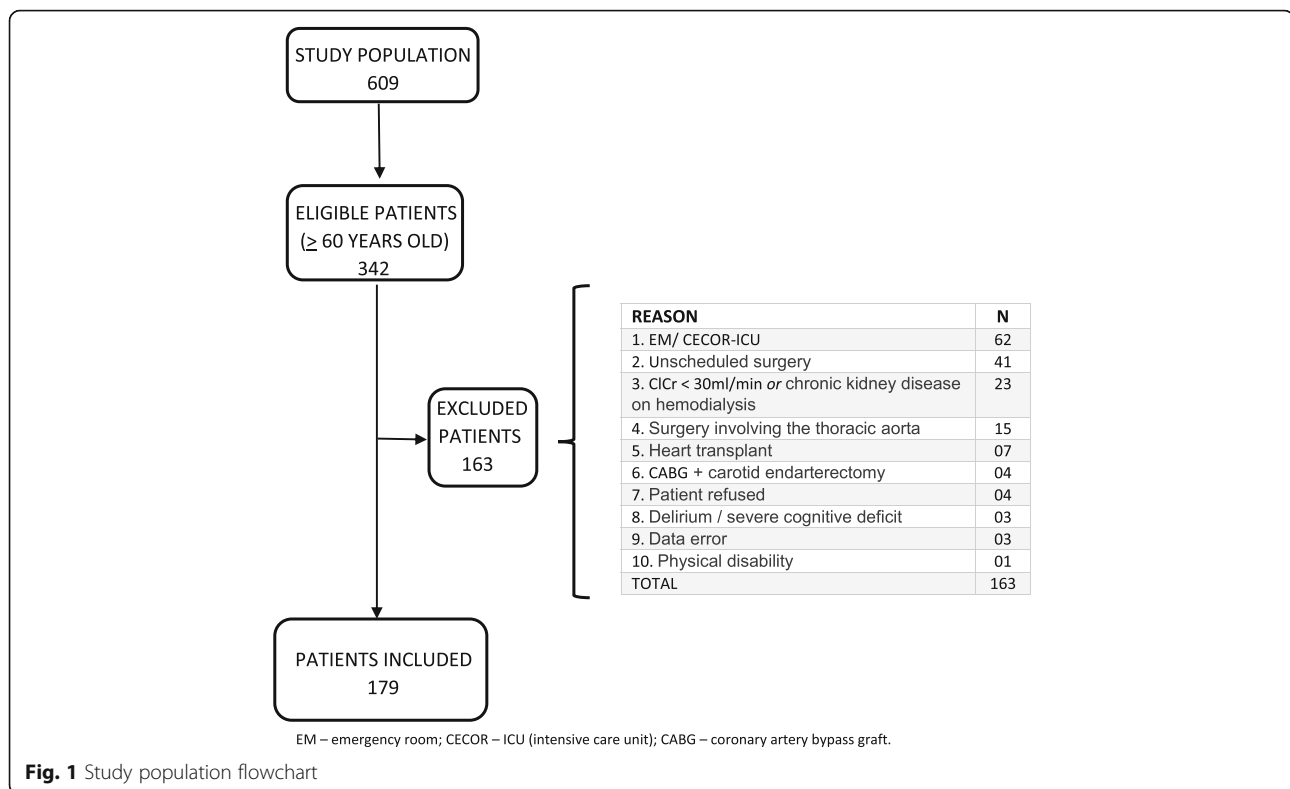 STUDY POPULATION
609
ELIGIBLE PATIENTS
(≥ 60 YEARS OLD)
342
EXCLUDED
PATIENTS
163
REASON N
1. EM/ CECOR-ICU 62
2. Unscheduled surgery 41
3. ClCr < 30ml/min or chronic kidney disease 23
on hemodialysis
4. Surgery involving the thoracic aorta 15
5. Heart transplant 07
6. CABG + carotid endarterectomy 04
7. Patient refused 04
8. Delirium / severe cognitive deficit 03
9. Data error 03
10. Physical disability 01
TOTAL 163
PATIENTS INCLUDED
179
EM – emergency room; CECOR – ICU (intensive care unit); CABG – coronary artery bypass graft.
Fig. 1 Study population flowchart